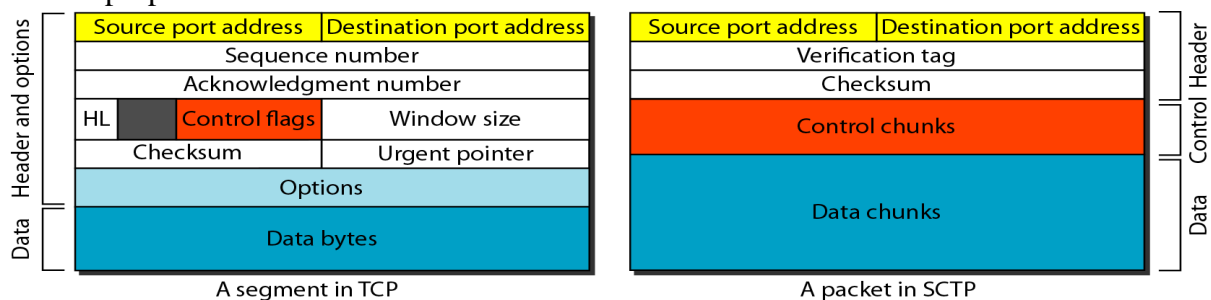 Source port address Destination port address
Sequence number
Acknowledgment number
HL Control flags Window size
Checksum Urgent pointer
Options
Data bytes
Header and options
Data
A segment in TCP
Source port address Destination port address
Verification tag
Checksum
Control chunks
Data chunks
Header
Control
Data
A packet in SCTP